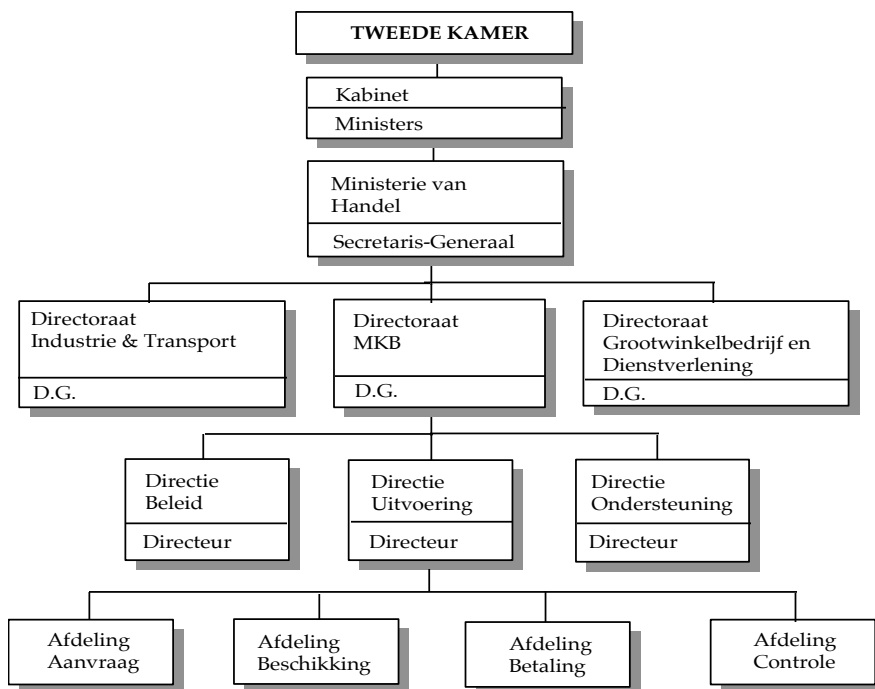 TWEEDE KAMER
Kabinet
Ministers
Ministerie van
Handel
Secretaris-Generaal
Directoraat
Industrie & Transport
D.G.
Directoraat
MKB
D.G.
Directoraat
Grootwinkelbedrijf en
Dienstverlening
D.G.
Directie
Beleid
Directeur
Directie
Uitvoering
Directeur
Directie
Ondersteuning
Directeur
Afdeling
Aanvraag
Afdeling
Beschikking
Afdeling
Betaling
Afdeling
Controle